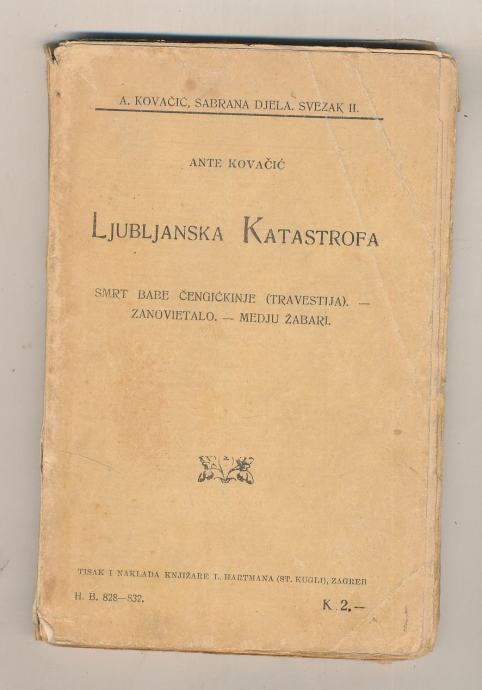 A. KOVAČIĆ, SABRANA DJELA. SVEZAK II.
ANTE KOVAČIĆ
LJUBLJANSKA KATASTROFA
SMRT BABE ČENGIĆKINJE (TRAVESTIJA). —
ZANOVIETALO. — MEDJU ŽABARI.
TISAK I NAKLADA KNJIŽARE L. HARTMANA (ST. KUGLI), ZAGREB
H. B. 828—832.
K 2.—